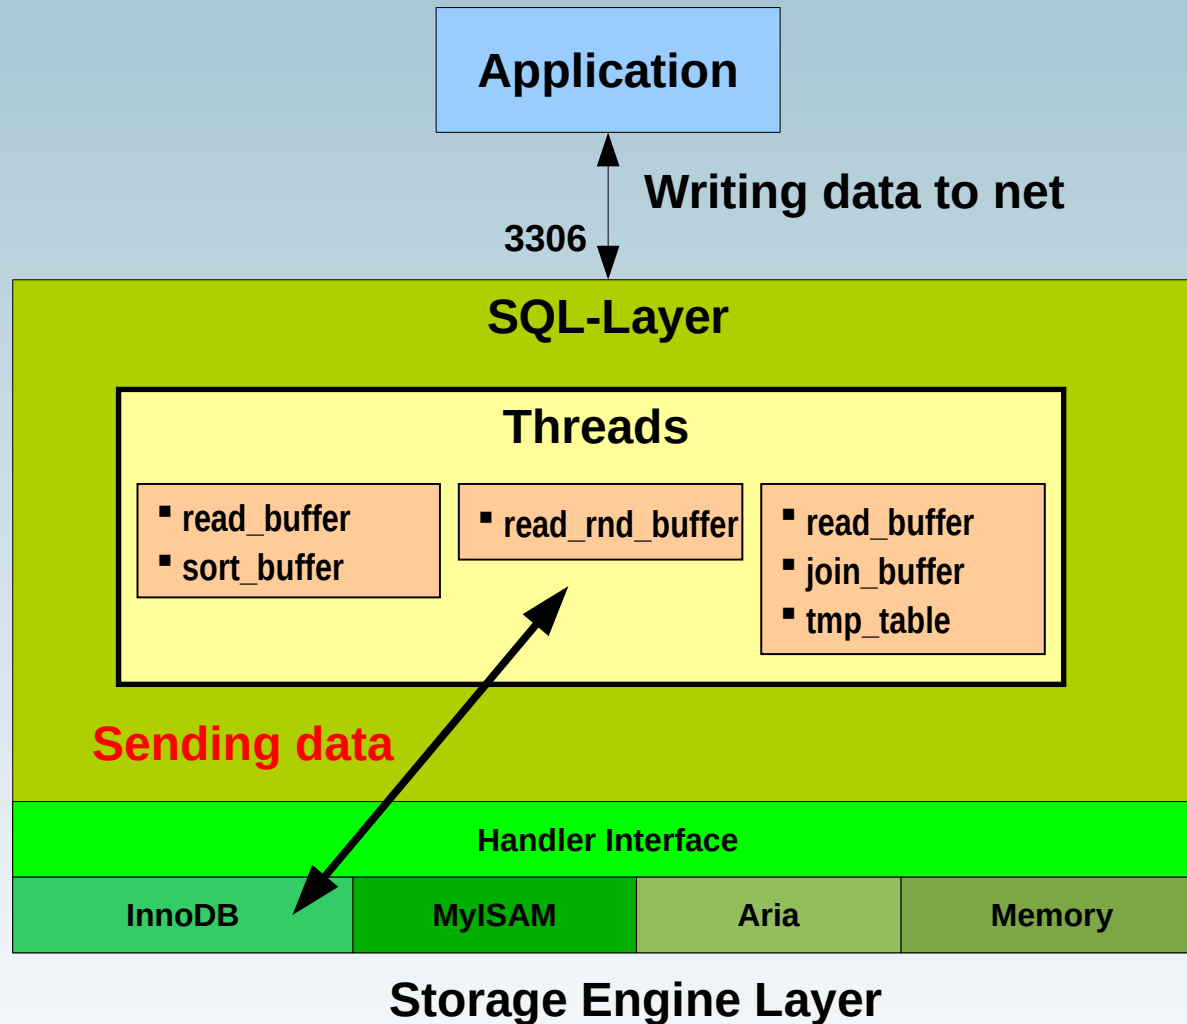 Application
Writing data to net
3306
SQL-Layer
Threads
▪ read_buffer
▪ sort_buffer
▪ read_rnd_buffer
▪ read_buffer
▪ join_buffer
▪ tmp_table
Sending data
Handler Interface
InnoDB
MyISAM
Aria
Memory
Storage Engine Layer